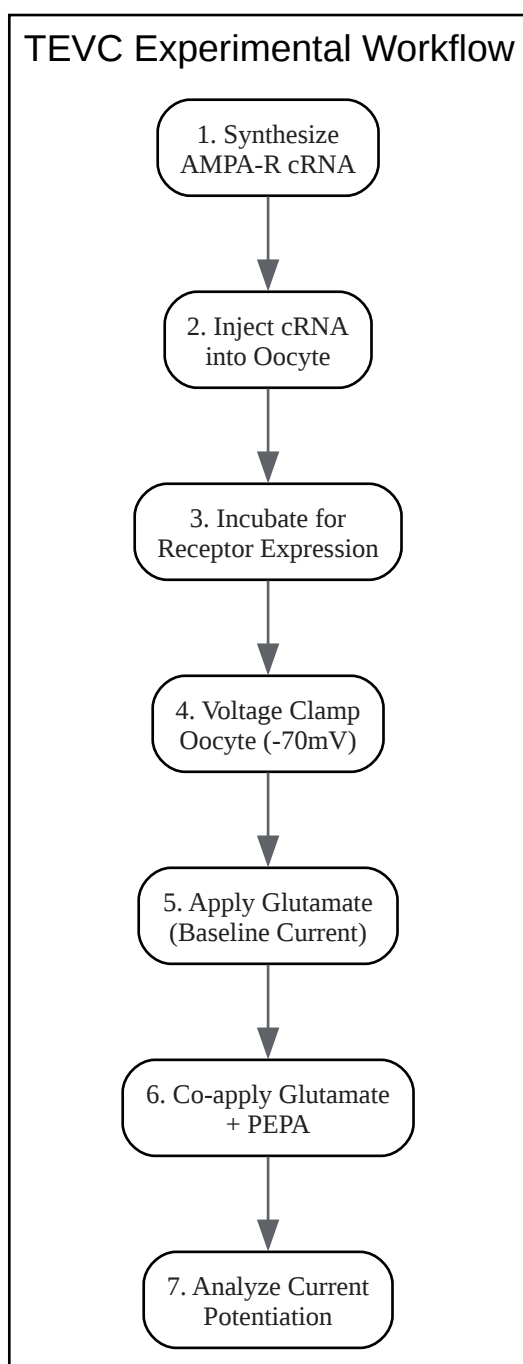 TEVC Experimental Workflow
1. Synthesize
AMPA-R cRNA
2. Inject cRNA
into Oocyte
3. Incubate for
Receptor Expression
4. Voltage Clamp
Oocyte (-70mV)
5. Apply Glutamate
(Baseline Current)
6. Co-apply Glutamate
+ PEPA
7. Analyze Current
Potentiation